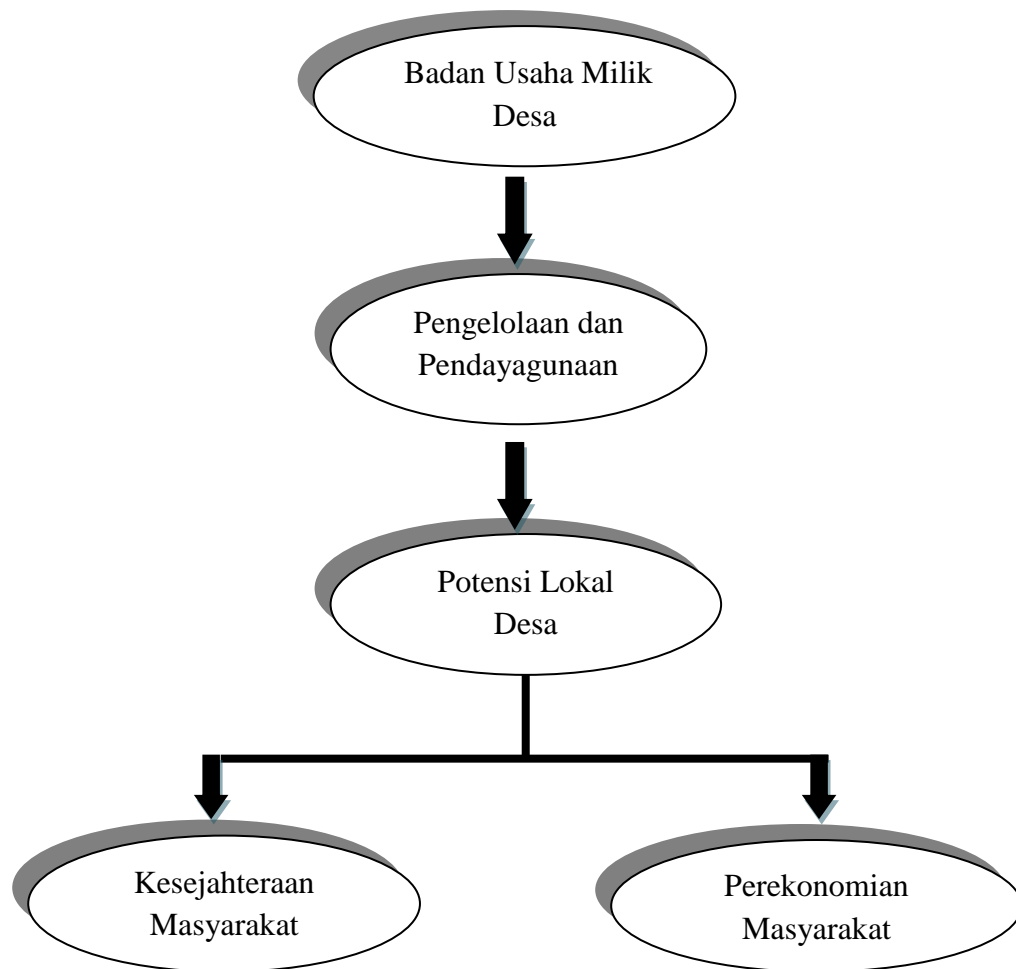 Badan Usaha Milik
Desa
Pengelolaan dan
Pendayagunaan
Potensi Lokal
Desa
Kesejahteraan
Masyarakat
Perekonomian
Masyarakat